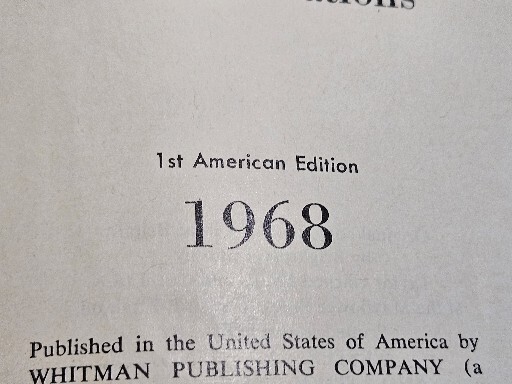 1st American Edition
1968
Published in the United States of America by
WHITMAN PUBLISHING COMPANY (a